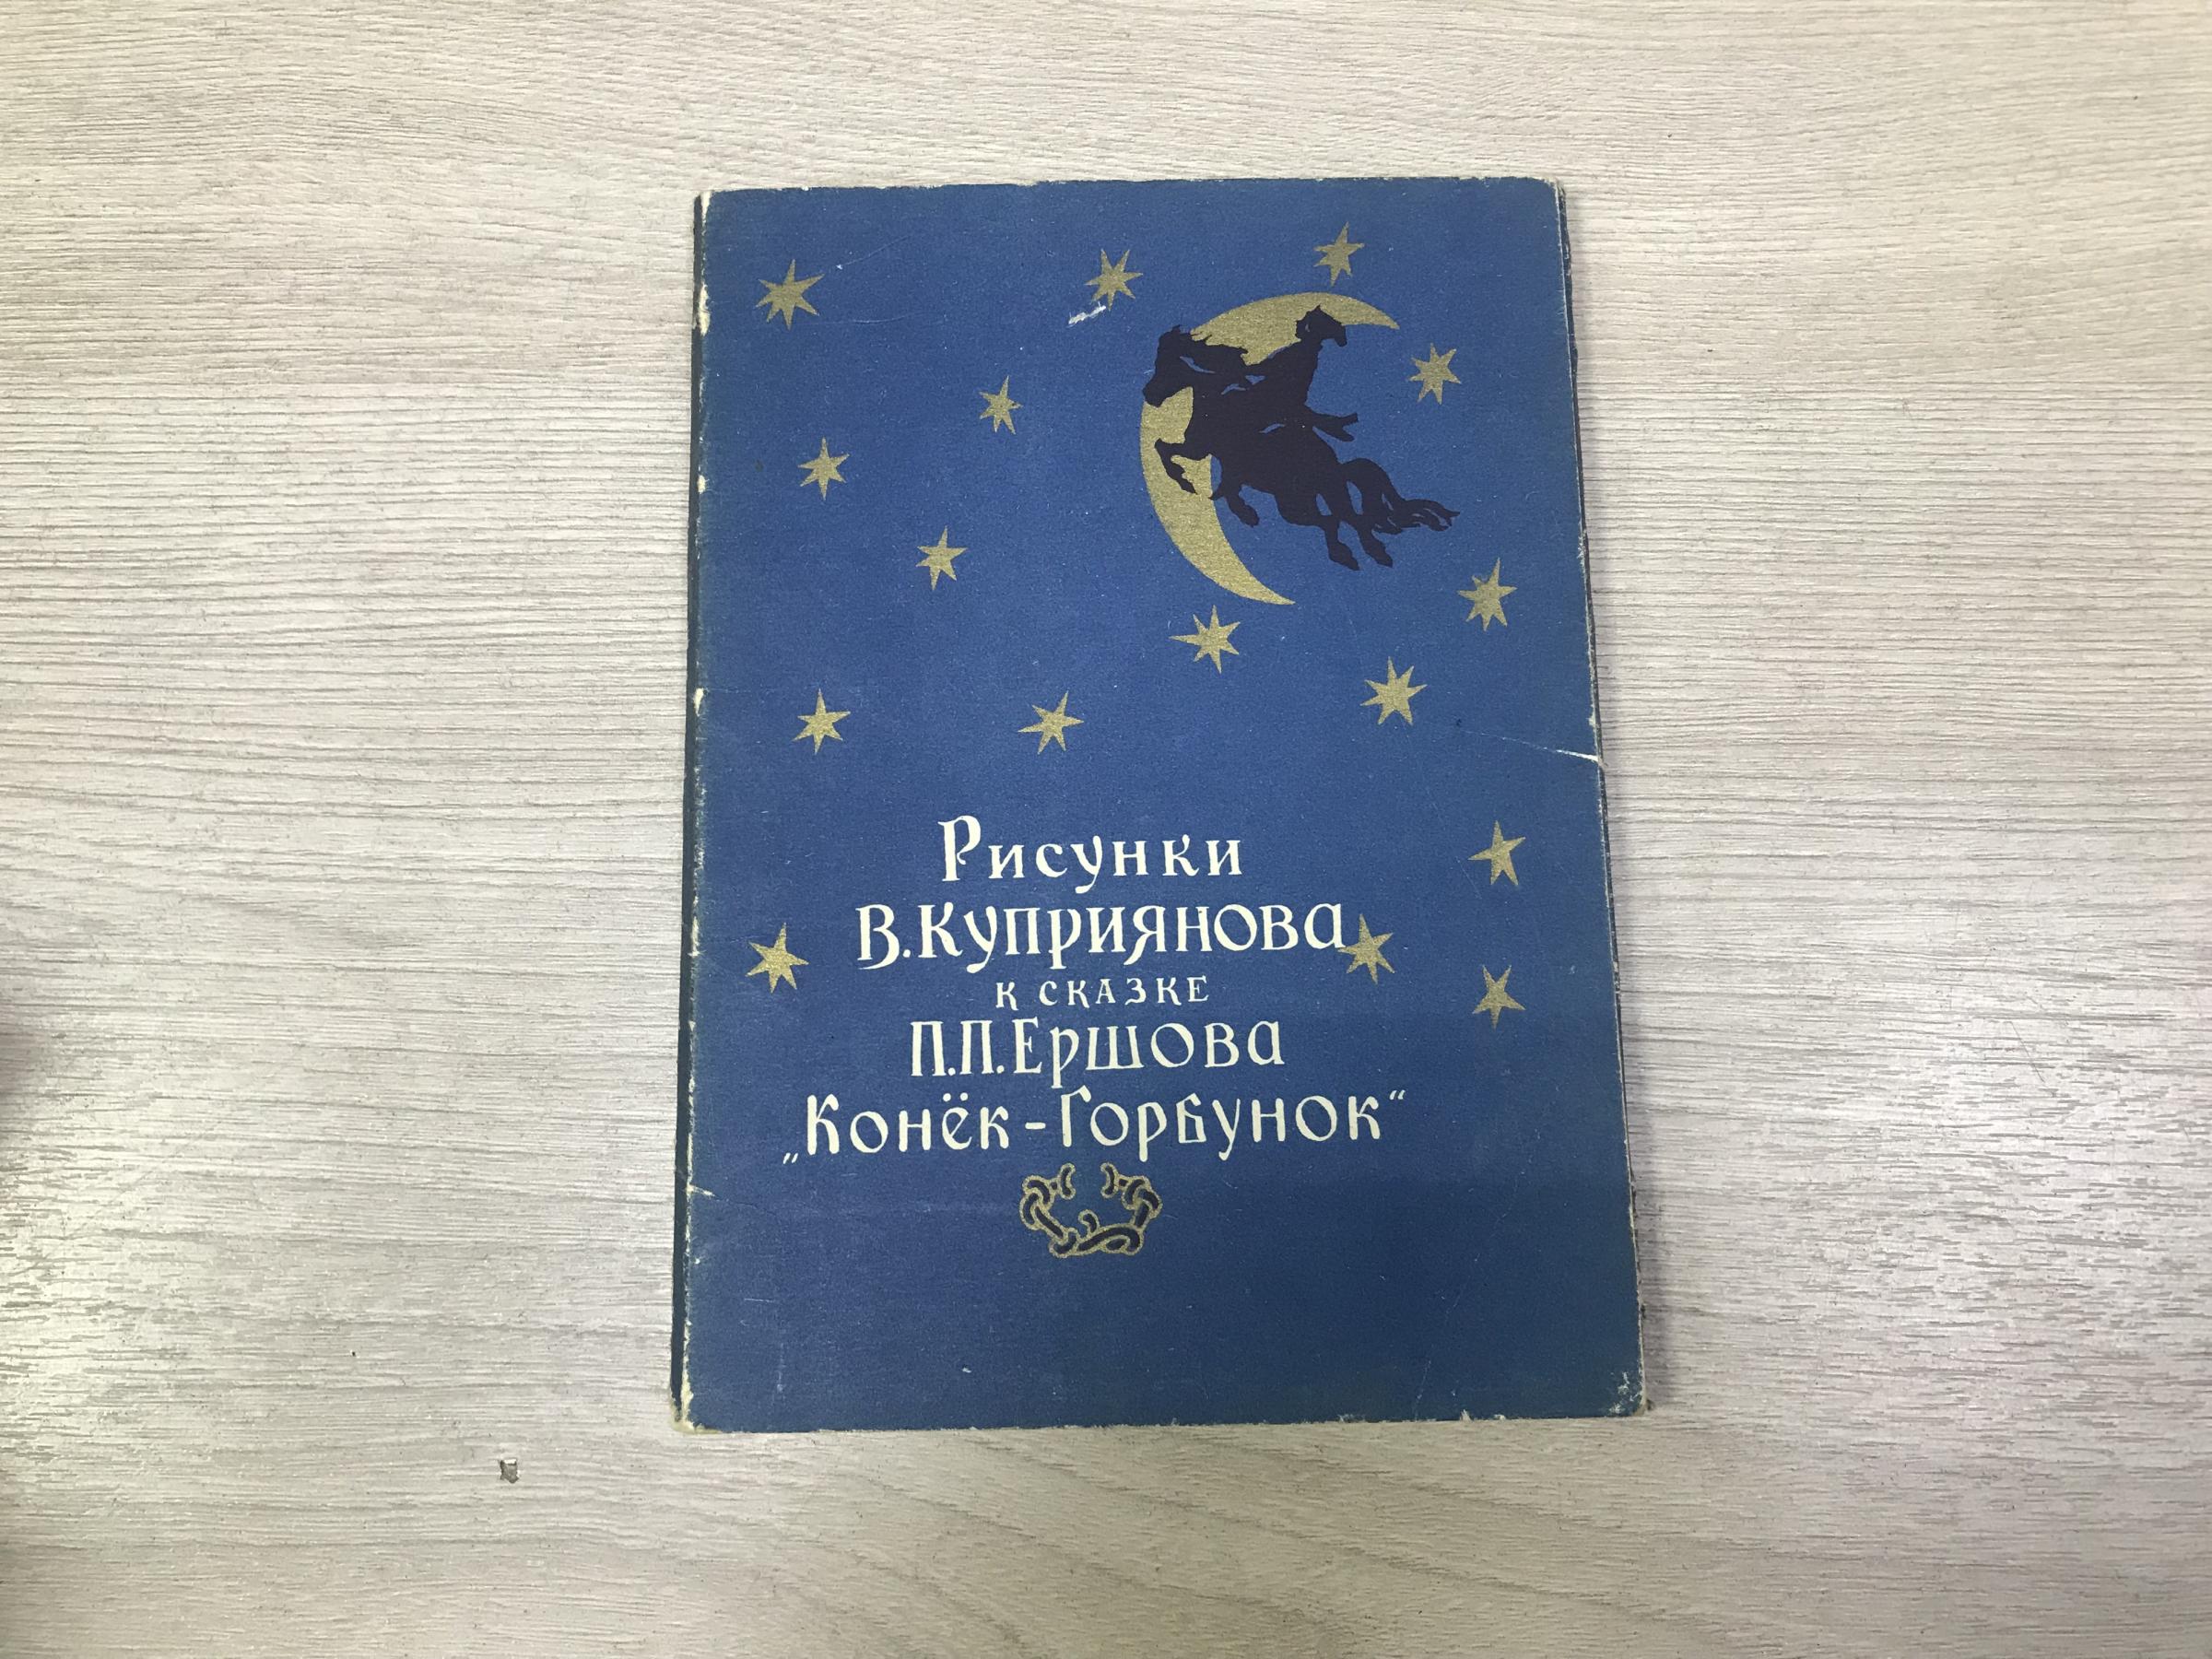 Рисунки
В. Куприянова
к сказке
П.П. Ершова
„Конёк-Горбунок“